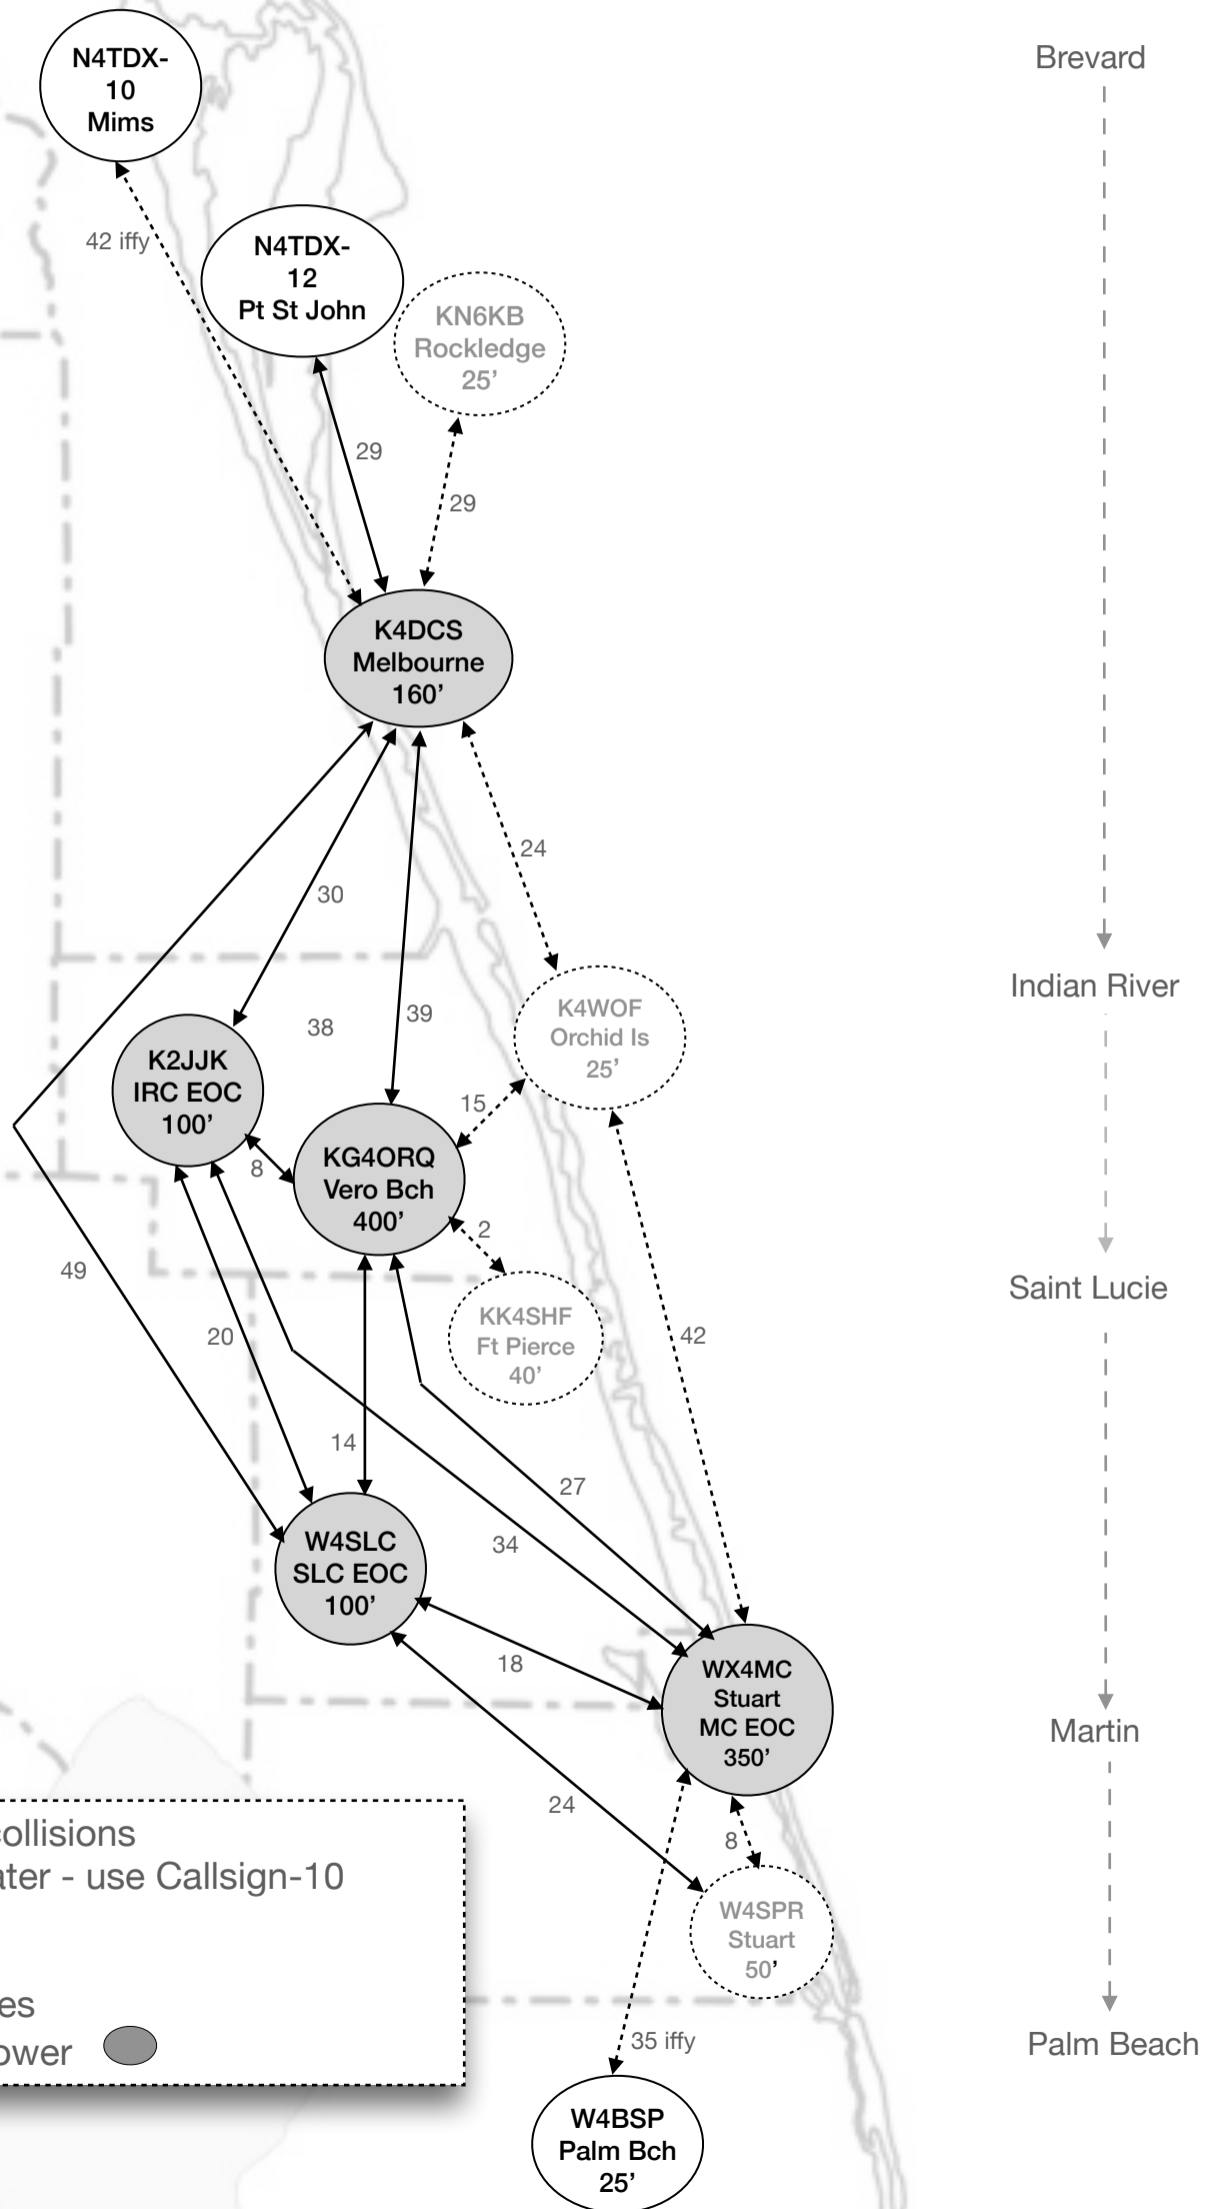 N4TDX-
10
Mims
Brevard
42 iffy
N4TDX-
12
Pt St John
KN6KB
Rockledge
25’
29
29
K4DCS
Melbourne
160’
24
30
Indian River
K4WOF
Orchid Is
25’
39
38
K2JJK
IRC EOC
100’
15
8
KG4ORQ
Vero Bch
400’
2
49
Saint Lucie
KK4SHF
Ft Pierce
40’
20
42
14
27
34
W4SLC
SLC EOC
100’
18
WX4MC
Stuart
MC EOC
350’
Martin
24
8
ollisions
ater - use Callsign-10
W4SPR
Stuart
50’
es
ower
35 iffy
Palm Beach
W4BSP
Palm Bch
25’